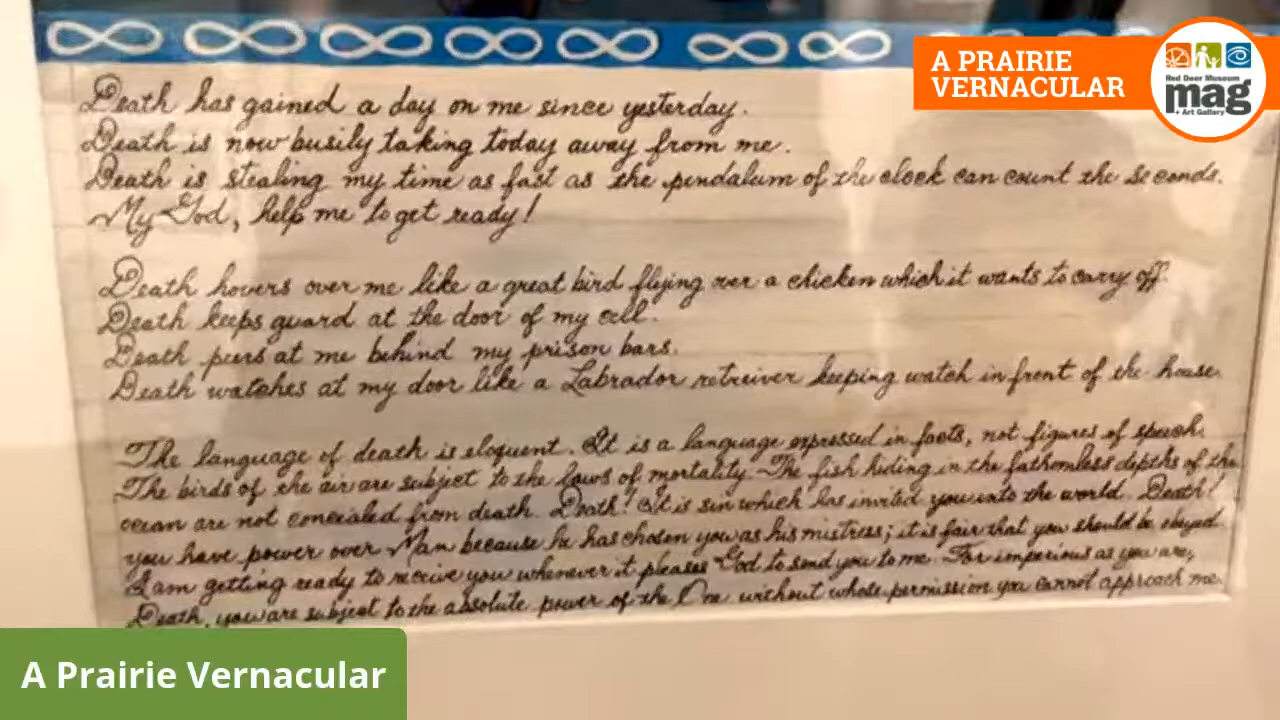 A PRAIRIE
VERNACULAR
Red Deer Museum
mag
+ Art Gallery
Death has gained a day on me since yesterday.
Death is now busily taking today away from me.
Death is stealing my time as fast as the pendalum of the clock can count the seconds.
My God, help me to get ready!
Death hovers over me like a great bird flying over a chicken which it wants to carry off.
Death keeps guard at the door of my cell.
Death peers at me behind my prison bars.
Death watches at my door like a Labrador retreiver keeping watch in front of the house.
The language of death is eloquent. It is a language expressed in facts, not figures of speech.
The birds of the air are subject to the laws of mortality. The fish hiding in the fathomless depths of the
ocean are not concealed from death. Death! It is sin which has invited you into the world. Death!
you have power over Man because he has chosen you as his mistress; it is fair that you should be obeyed.
I am getting ready to receive you whenever it pleases God to send you to me. For imperious as you are,
Death, you are subject to the absolute power of the One without whose permission you cannot approach me.
A Prairie Vernacular